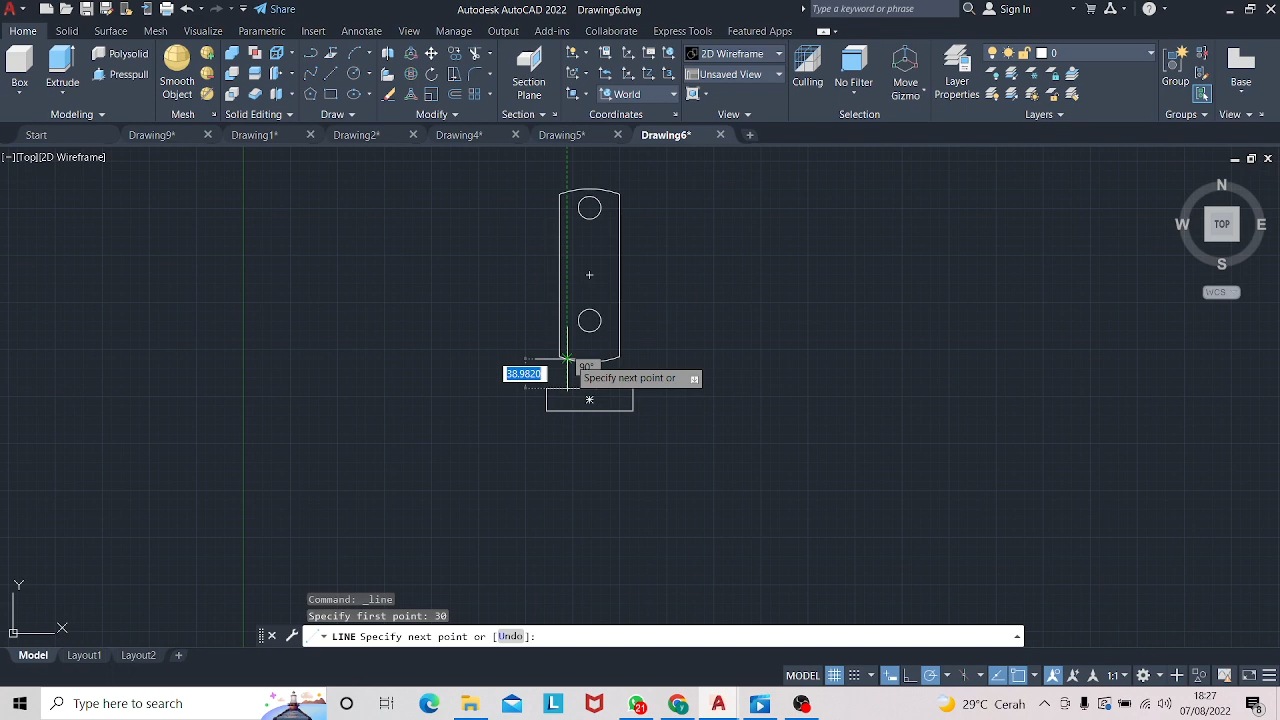 Share
Autodesk AutoCAD 2022 Drawing6.dwg
Type a keyword or phrase
Sign In
Home Solid Surface Mesh Visualize Parametric Insert Annotate View Manage Output Add-ins Collaborate Express Tools Featured Apps
Box
Extrude
Polysolid
Presspull
Smooth
Object
Section
Plane
World
2D Wireframe
Unsaved View
Culling
No Filter
Move
Gizmo
Layer
Properties
0
Group
Base
Modeling
Mesh
Solid Editing
Draw
Modify
Section
Coordinates
View
Selection
Layers
Groups
View
Start
Drawing9*
Drawing1*
Drawing2*
Drawing4*
Drawing5*
Drawing6*
[−][Top][2D Wireframe]
N
W
TOP
E
S
WCS
38.9820
90°
Specify next point or
Y
X
Command: _line
Specify first point: 30
LINE Specify next point or [Undo]:
Model
Layout1
Layout2
MODEL
1:1
Type here to search
21
29°C Cerah
18:27
07/08/2022
6